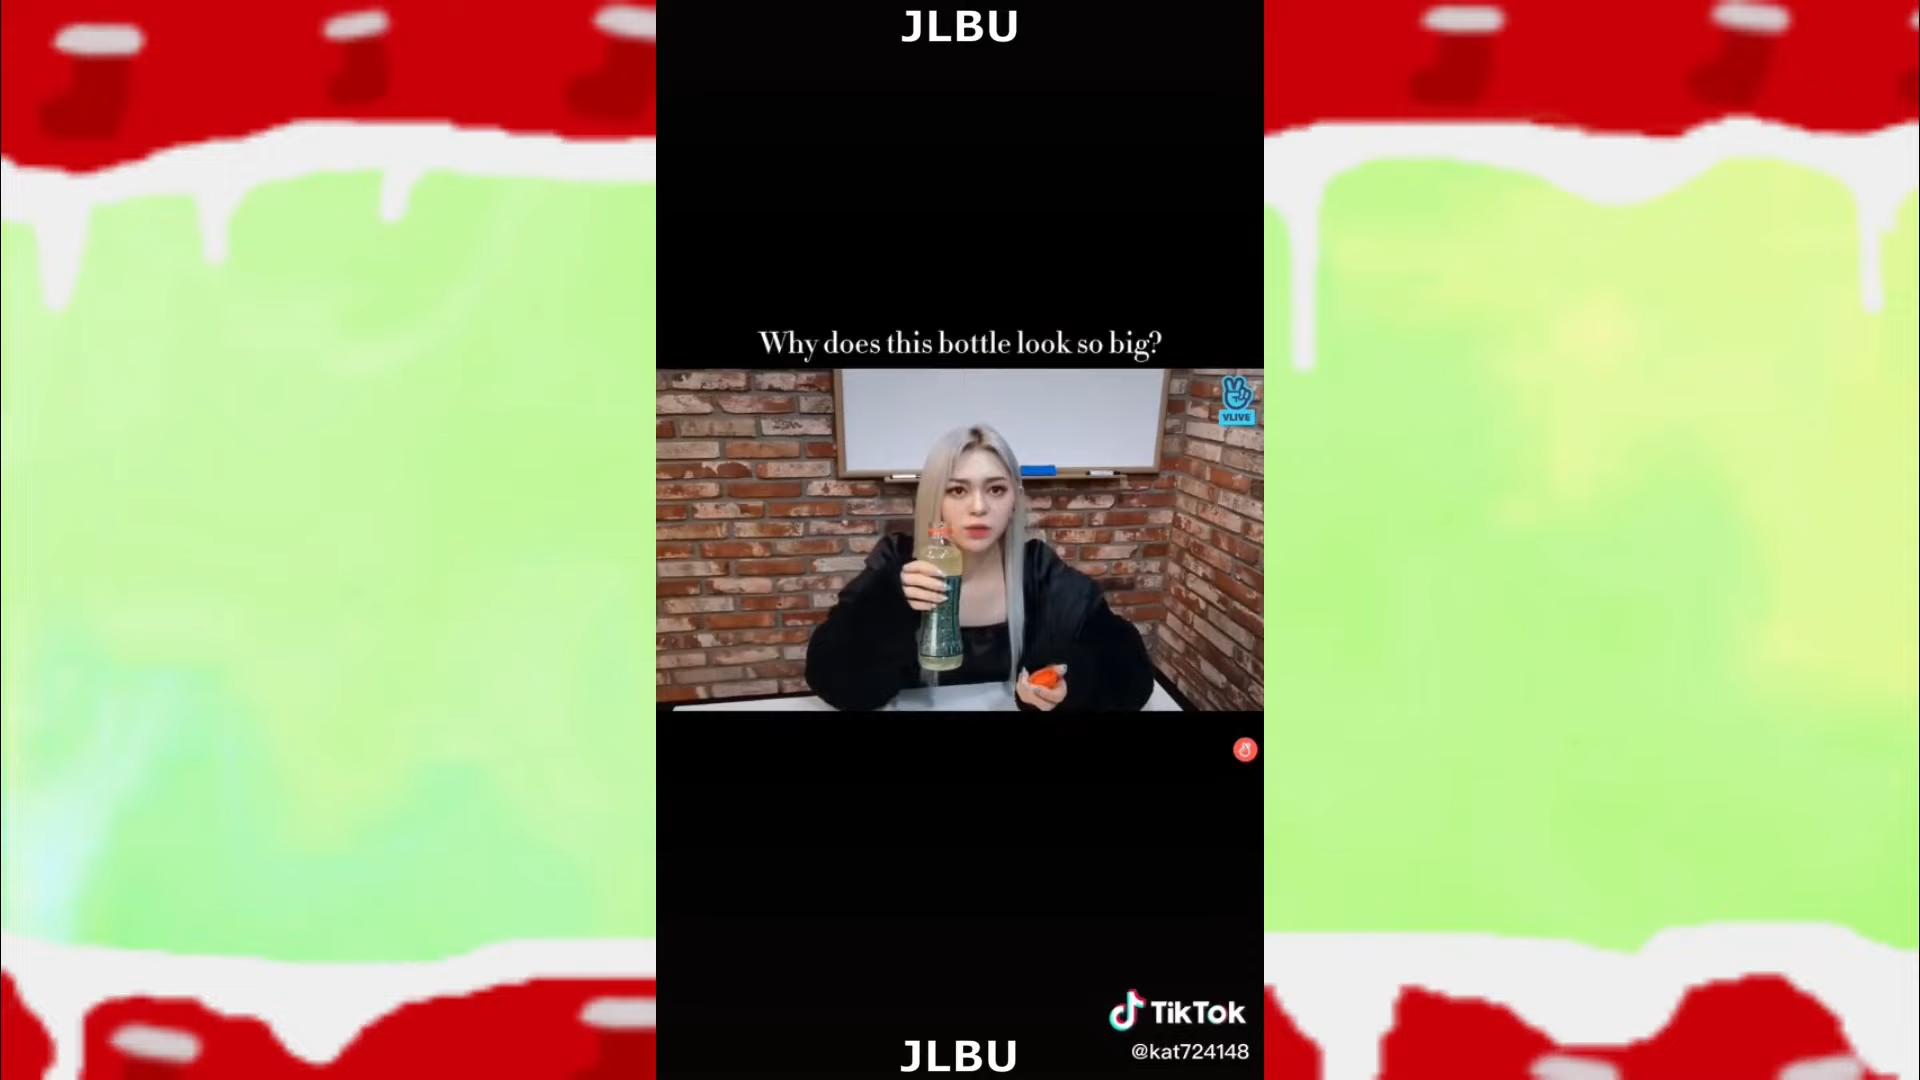 JLBU
Why does this bottle look so big?
VLIVE
TikTok
@kat724148
JLBU